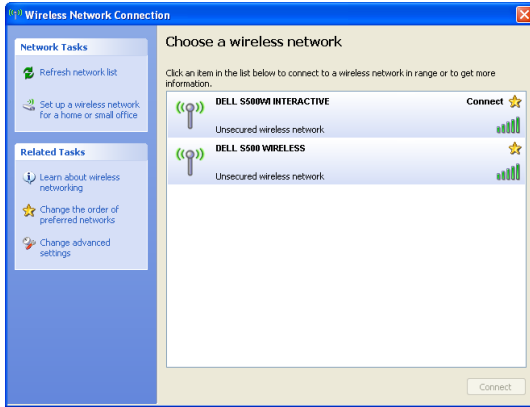 Wireless Network Connection
Network Tasks
Refresh network list
Set up a wireless network
for a home or small office
Related Tasks
Learn about wireless
networking
Change the order of
preferred networks
Change advanced
settings
Choose a wireless network
Click an item in the list below to connect to a wireless network in range or to get more
information.
DELL S500WI INTERACTIVE Connect
Unsecured wireless network
DELL S500 WIRELESS
Unsecured wireless network
Connect